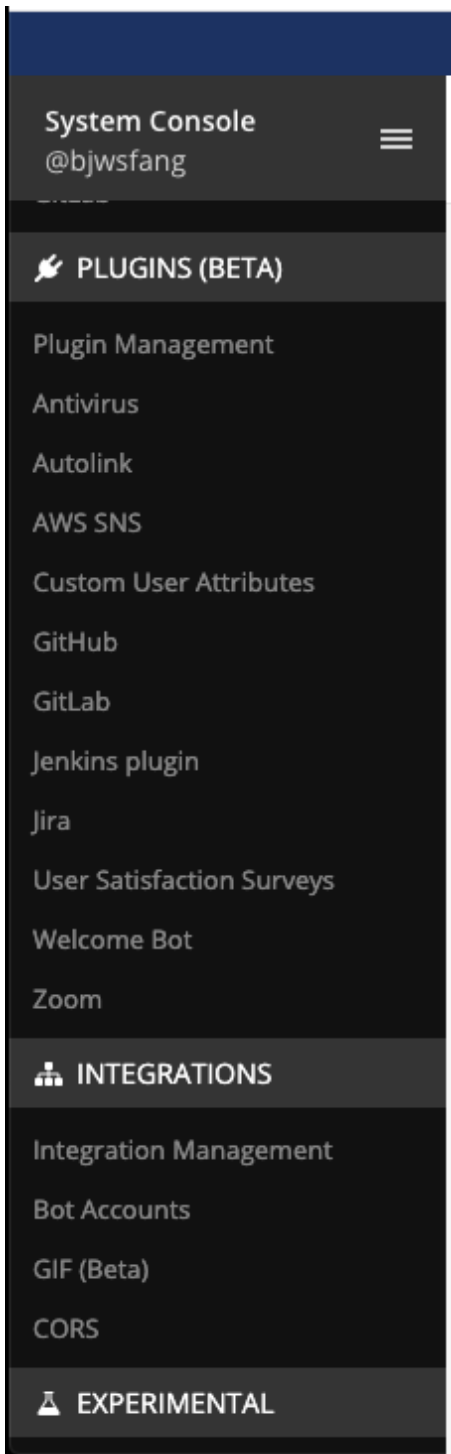 System Console
@bjwsfang
PLUGINS (BETA)
Plugin Management
Antivirus
Autolink
AWS SNS
Custom User Attributes
GitHub
GitLab
Jenkins plugin
Jira
User Satisfaction Surveys
Welcome Bot
Zoom
INTEGRATIONS
Integration Management
Bot Accounts
GIF (Beta)
CORS
EXPERIMENTAL